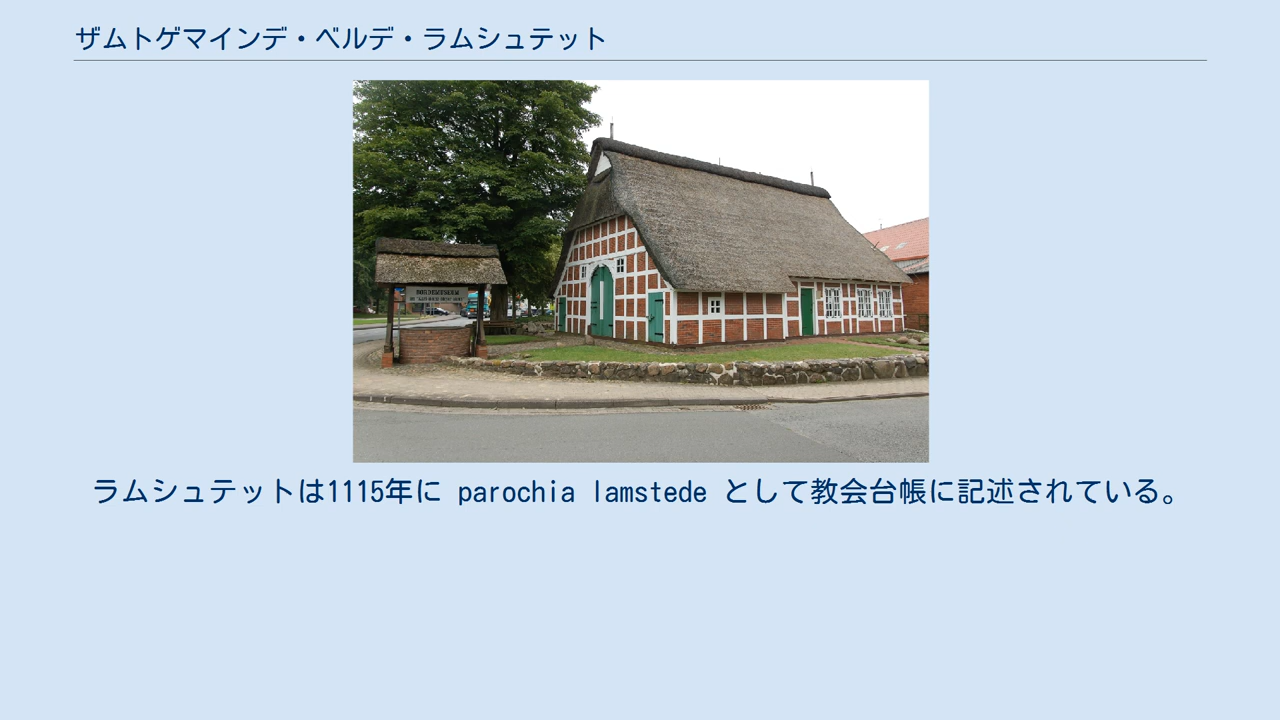 ザムトゲマインデ・ベルデ・ラムシュテット
ラムシュテットは1115年に parochia lamstede として教会台帳に記述されている。